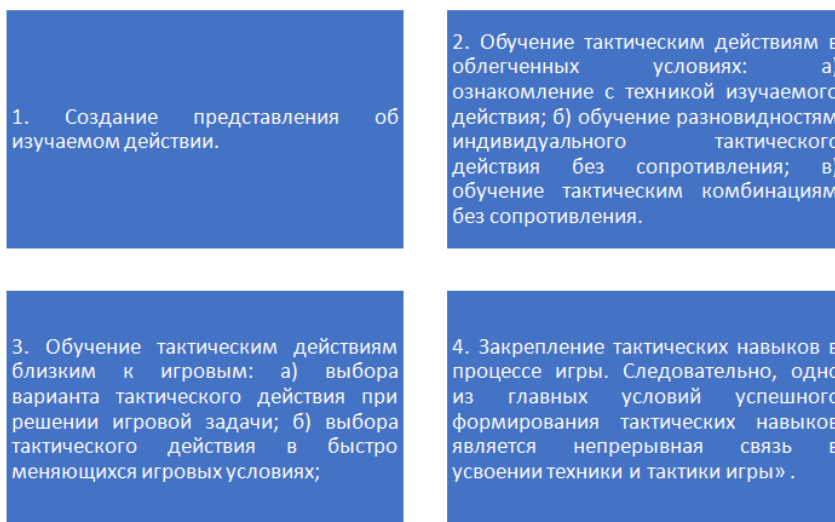 1. Создание представления об
изучаемом действии.
2. Обучение тактическим действиям в
облегченных условиях: а)
ознакомление с техникой изучаемого
действия; б) обучение разновидностям
индивидуального тактического
действия без сопротивления; в)
обучение тактическим комбинациям
без сопротивления.
3. Обучение тактическим действиям
близким к игровым: а) выбора
варианта тактического действия при
решении игровой задачи; б) выбора
тактического действия в быстро
меняющихся игровых условиях;
4. Закрепление тактических навыков в
процессе игры. Следовательно, одно
из главных условий успешного
формирования тактических навыков
является непрерывная связь в
усвоении техники и тактики игры» .